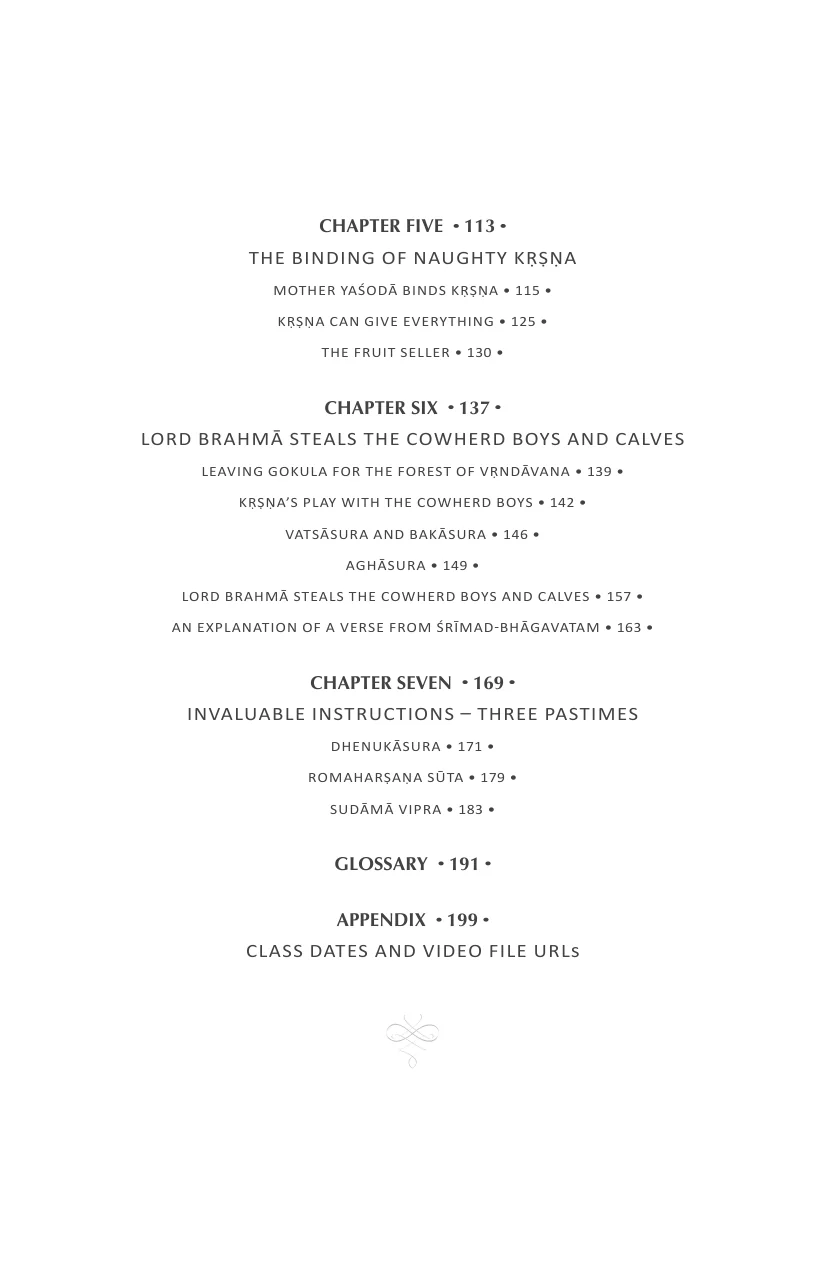 CHAPTER FIVE • 113 •
THE BINDING OF NAUGHTY KṚṢṆA
MOTHER YAŚODĀ BINDS KṚṢṆA • 115 •
KṚṢṆA CAN GIVE EVERYTHING • 125 •
THE FRUIT SELLER • 130 •
CHAPTER SIX • 137 •
LORD BRAHMĀ STEALS THE COWHERD BOYS AND CALVES
LEAVING GOKULA FOR THE FOREST OF VṚNDĀVANA • 139 •
KṚṢṆA’S PLAY WITH THE COWHERD BOYS • 142 •
VATSĀSURA AND BAKĀSURA • 146 •
AGHĀSURA • 149 •
LORD BRAHMĀ STEALS THE COWHERD BOYS AND CALVES • 157 •
AN EXPLANATION OF A VERSE FROM ŚRĪMAD-BHĀGAVATAM • 163 •
CHAPTER SEVEN • 169 •
INVALUABLE INSTRUCTIONS – THREE PASTIMES
DHENUKĀSURA • 171 •
ROMAHARṢAṆA SŪTA • 179 •
SUDĀMĀ VIPRA • 183 •
GLOSSARY • 191 •
APPENDIX • 199 •
CLASS DATES AND VIDEO FILE URLs